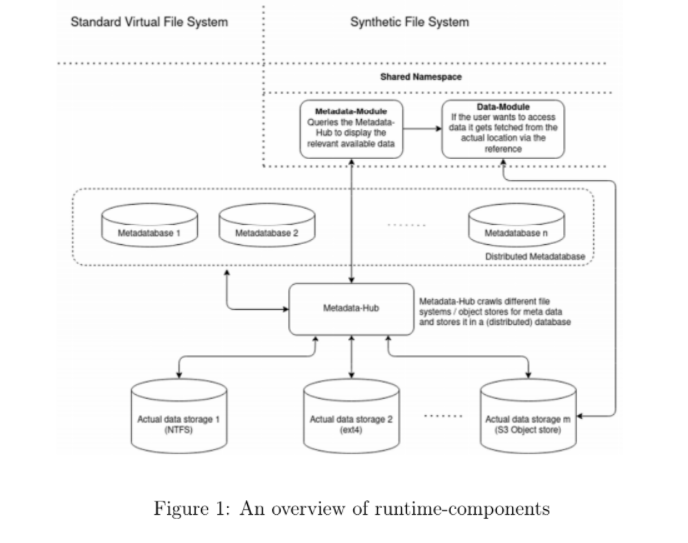 Standard Virtual File System
Synthetic File System
Shared Namespace
Metadata-Module
Queries the Metadata-
Hub to display the
relevant available data
Data-Module
If the user wants to access
data it gets fetched from the
actual location via the
reference
Metadatabase 1
Metadatabase 2
Metadatabase n
Distributed Metadatabase
Metadata-Hub
Metadata-Hub crawls different file
systems / object stores for meta data
and stores it in a (distributed) database
Actual data storage 1
(NTFS)
Actual data storage 2
(ext4)
Actual data storage m
(S3 Object store)
Figure 1: An overview of runtime-components